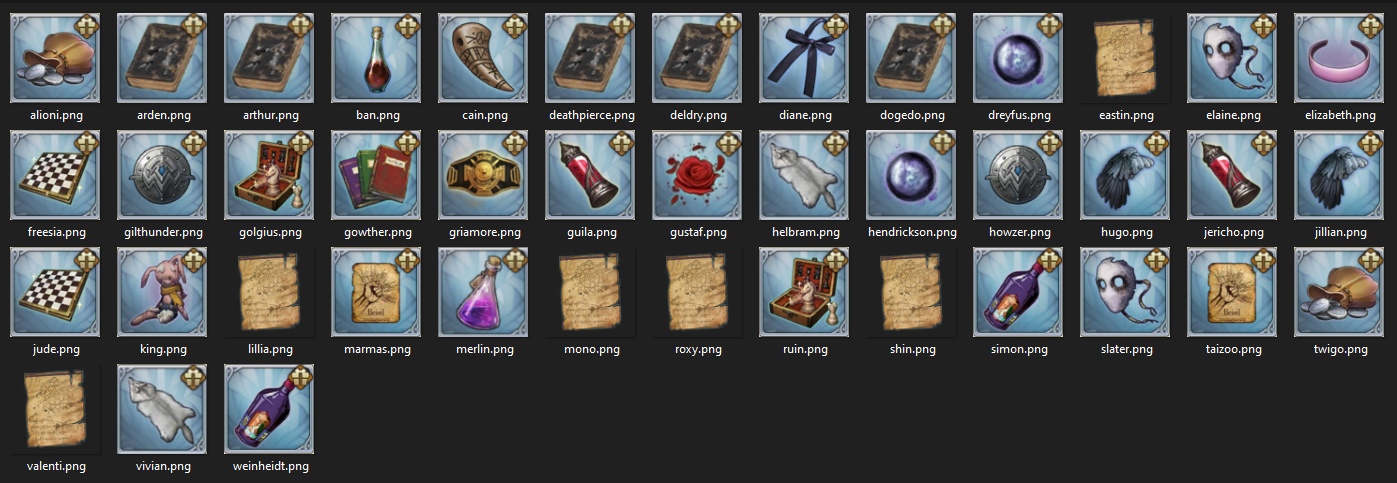 alioni.png arden.png arthur.png ban.png cain.png deathpierce.png deldry.png diane.png dogedo.png dreyfus.png eastin.png elaine.png elizabeth.png
freesia.png gilthunder.png golgius.png gowther.png griamore.png guila.png gustaf.png helbram.png hendrickson.png howzer.png hugo.png jericho.png jillian.png
Besel Besel
jude.png king.png lillia.png marmas.png merlin.png mono.png roxy.png ruin.png shin.png simon.png slater.png taizoo.png twigo.png
valenti.png vivian.png weinheidt.png